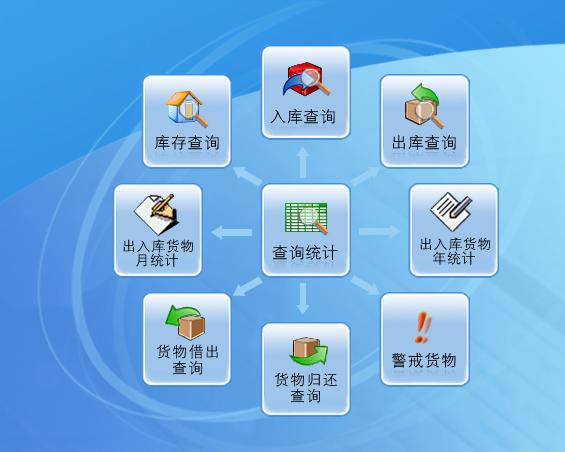 入库查询
库存查询
出库查询
出入库货物
月统计
查询统计
出入库货物
年统计
货物借出
查询
货物归还
查询
警戒货物